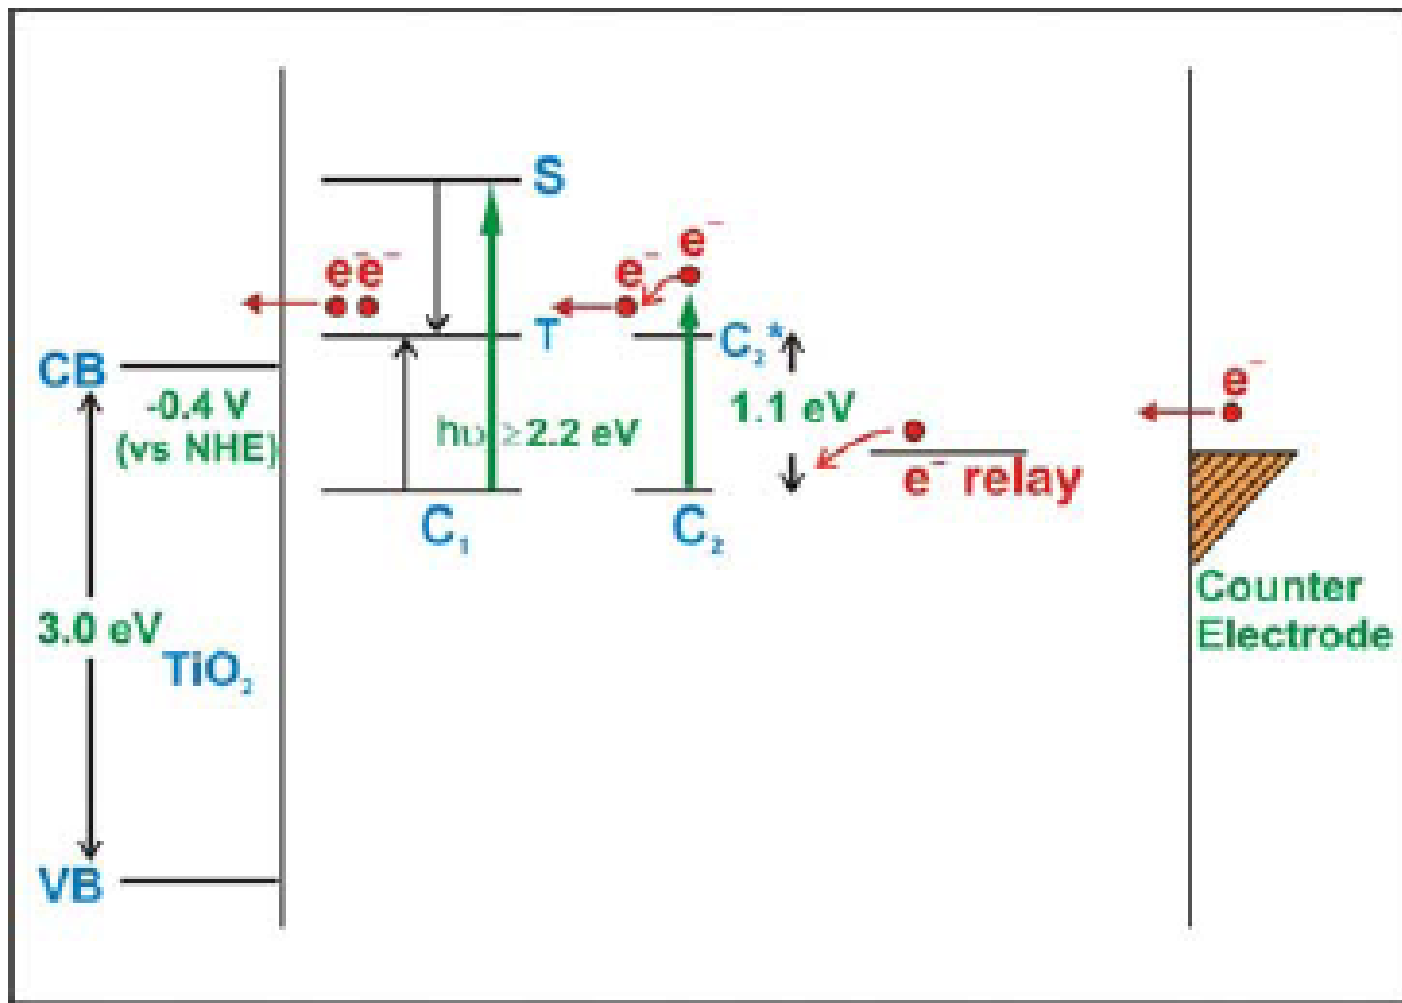 S
e⁻
e⁻e⁻
e⁻
T
C₂*
CB
-0.4 V
(vs NHE)
1.1 eV
e⁻
hυ ≥2.2 eV
e⁻ relay
C₁
C₂
3.0 eV
TiO₂
Counter
Electrode
VB